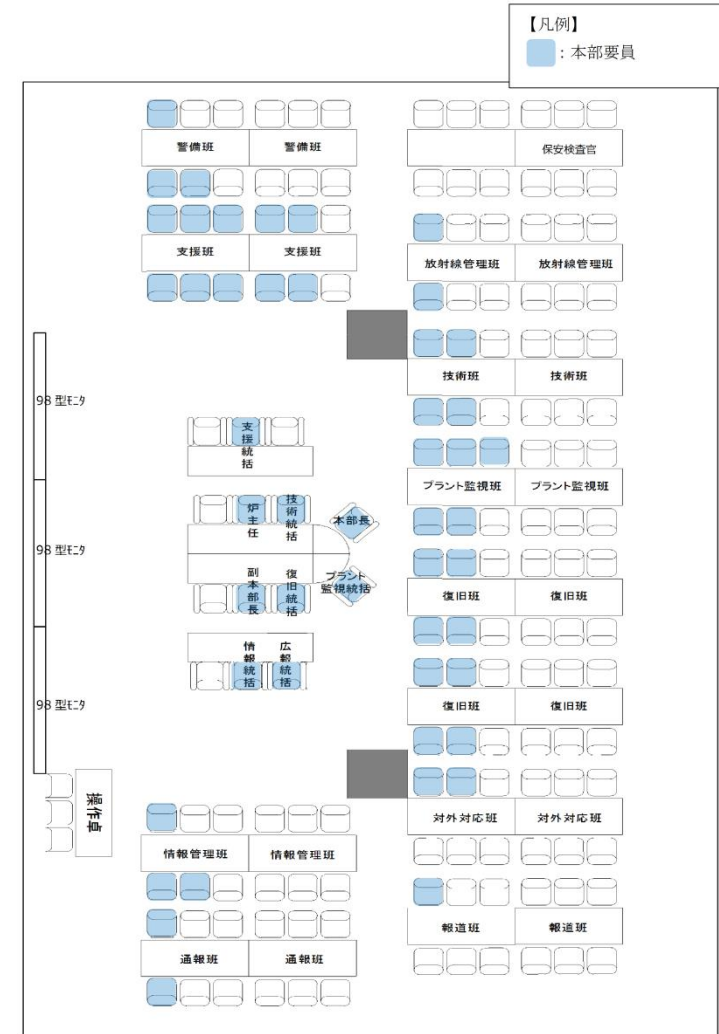 【凡例】
：本部要員
警備班 警備班
保安検査官
支援班 支援班
放射線管理班 放射線管理班
技術班 技術班
98 型ﾓﾆﾀ
支援統括
プラント監視班 プラント監視班
炉主任
技術統括
本部長
98 型ﾓﾆﾀ
副本部長
復旧統括
プラント
監視統括
復旧班 復旧班
情報統括
広報統括
98 型ﾓﾆﾀ
復旧班 復旧班
操作卓
対外対応班 対外対応班
情報管理班 情報管理班
報道班 報道班
通報班 通報班